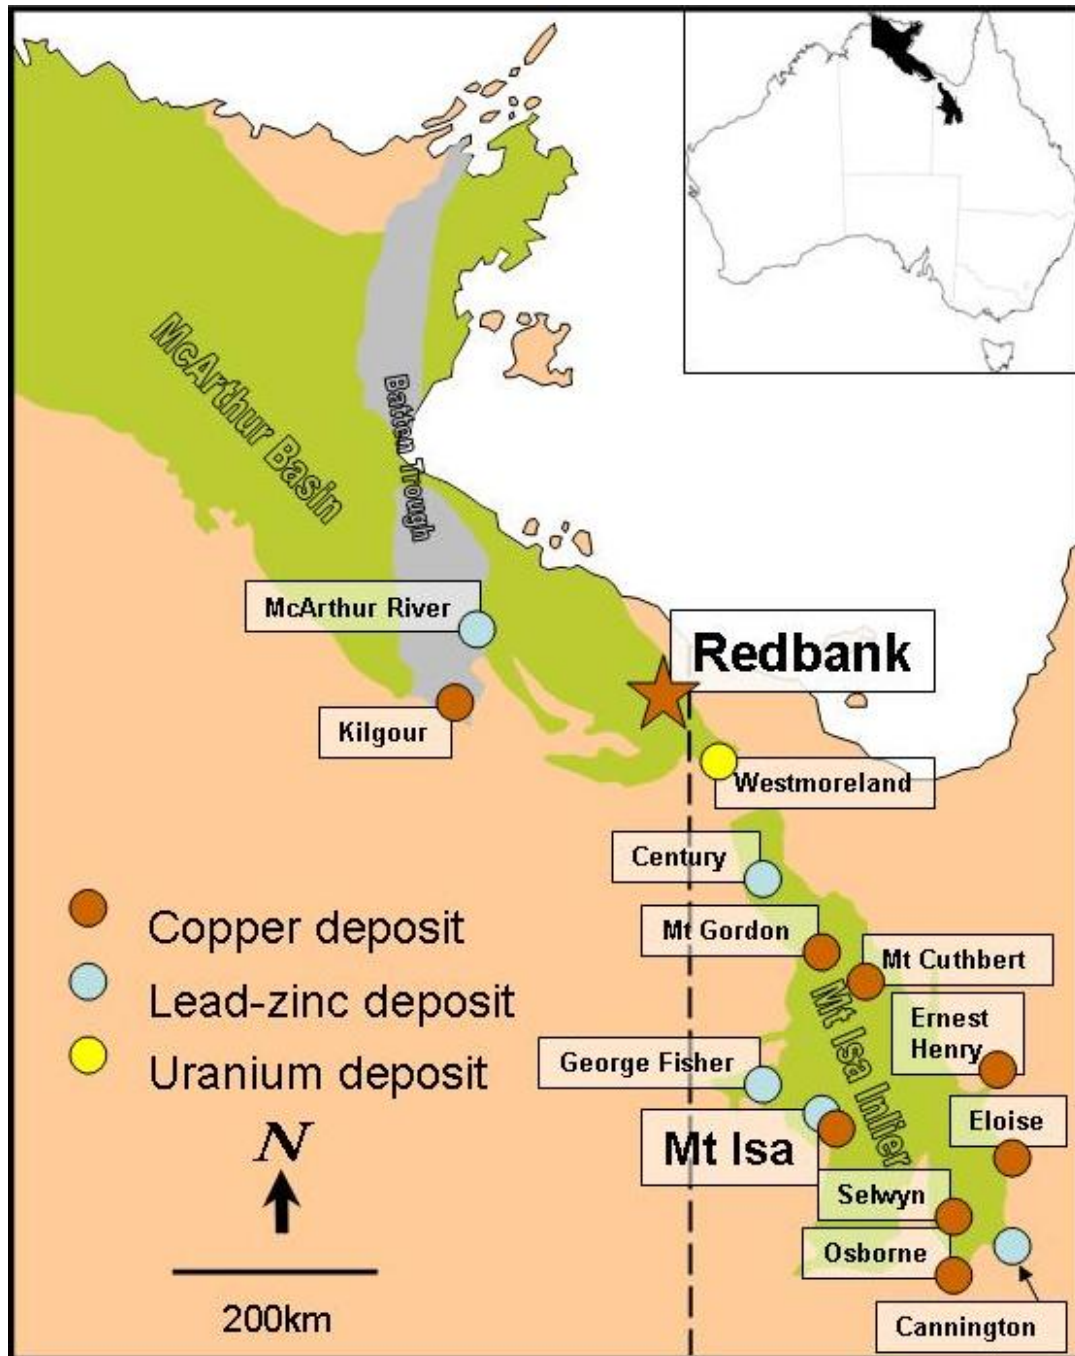 McArthur Basin
Batten Trough
McArthur River
Redbank
Kilgour
Westmoreland
Century
Mt Gordon
Mt Cuthbert
Mt Isa Inlier
Ernest
Henry
George Fisher
Eloise
Mt Isa
Selwyn
Osborne
Cannington
Copper deposit
Lead-zinc deposit
Uranium deposit
N
200km